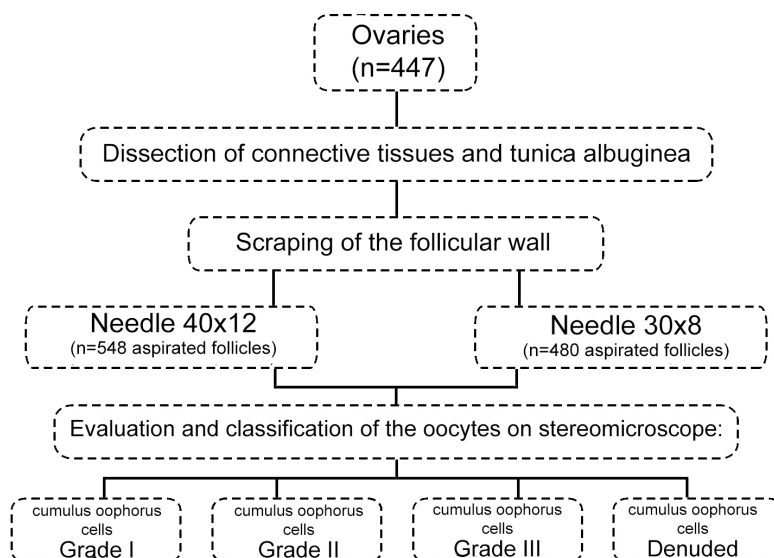 Ovaries
(n=447)
Dissection of connective tissues and tunica albuginea
Scraping of the follicular wall
Needle 40x12
(n=548 aspirated follicles)
Needle 30x8
(n=480 aspirated follicles)
Evaluation and classification of the oocytes on stereomicroscope:
cumulus oophorus
cells
Grade I
cumulus oophorus
cells
Grade II
cumulus oophorus
cells
Grade III
cumulus oophorus
cells
Denuded